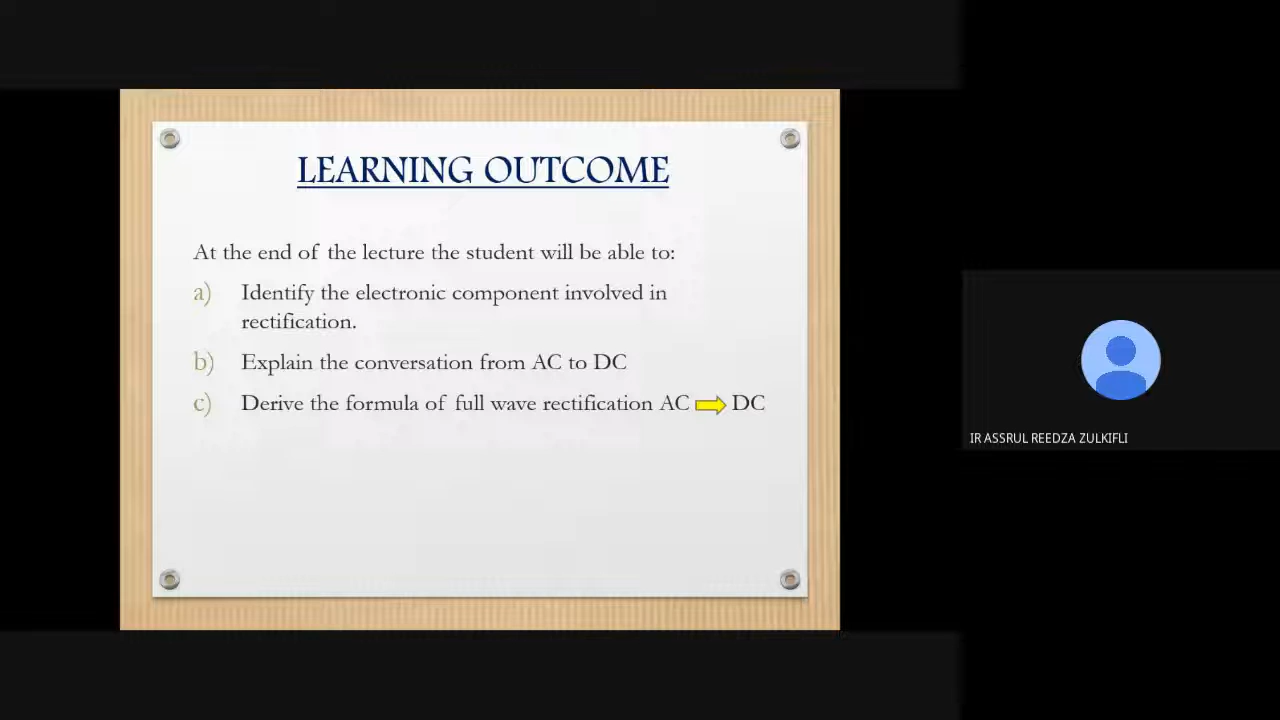 LEARNING OUTCOME
At the end of the lecture the student will be able to:
a) Identify the electronic component involved in
rectification.
b) Explain the conversation from AC to DC
c) Derive the formula of full wave rectification AC DC
IR ASSRUL REEDZA ZULKIFLI